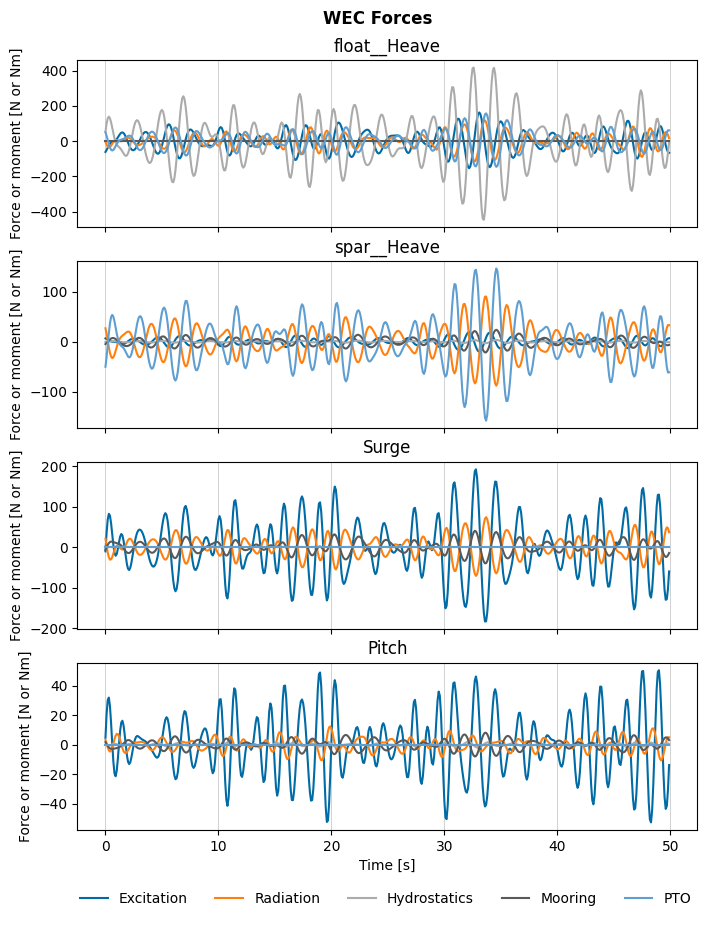 WEC Forces
float__Heave
Force or moment [N or Nm]
400
200
0
−200
−400
spar__Heave
Force or moment [N or Nm]
100
0
−100
Surge
Force or moment [N or Nm]
200
100
0
−100
−200
Pitch
Force or moment [N or Nm]
40
20
0
−20
−40
0 10 20 30 40 50
Time [s]
Excitation Radiation Hydrostatics Mooring PTO